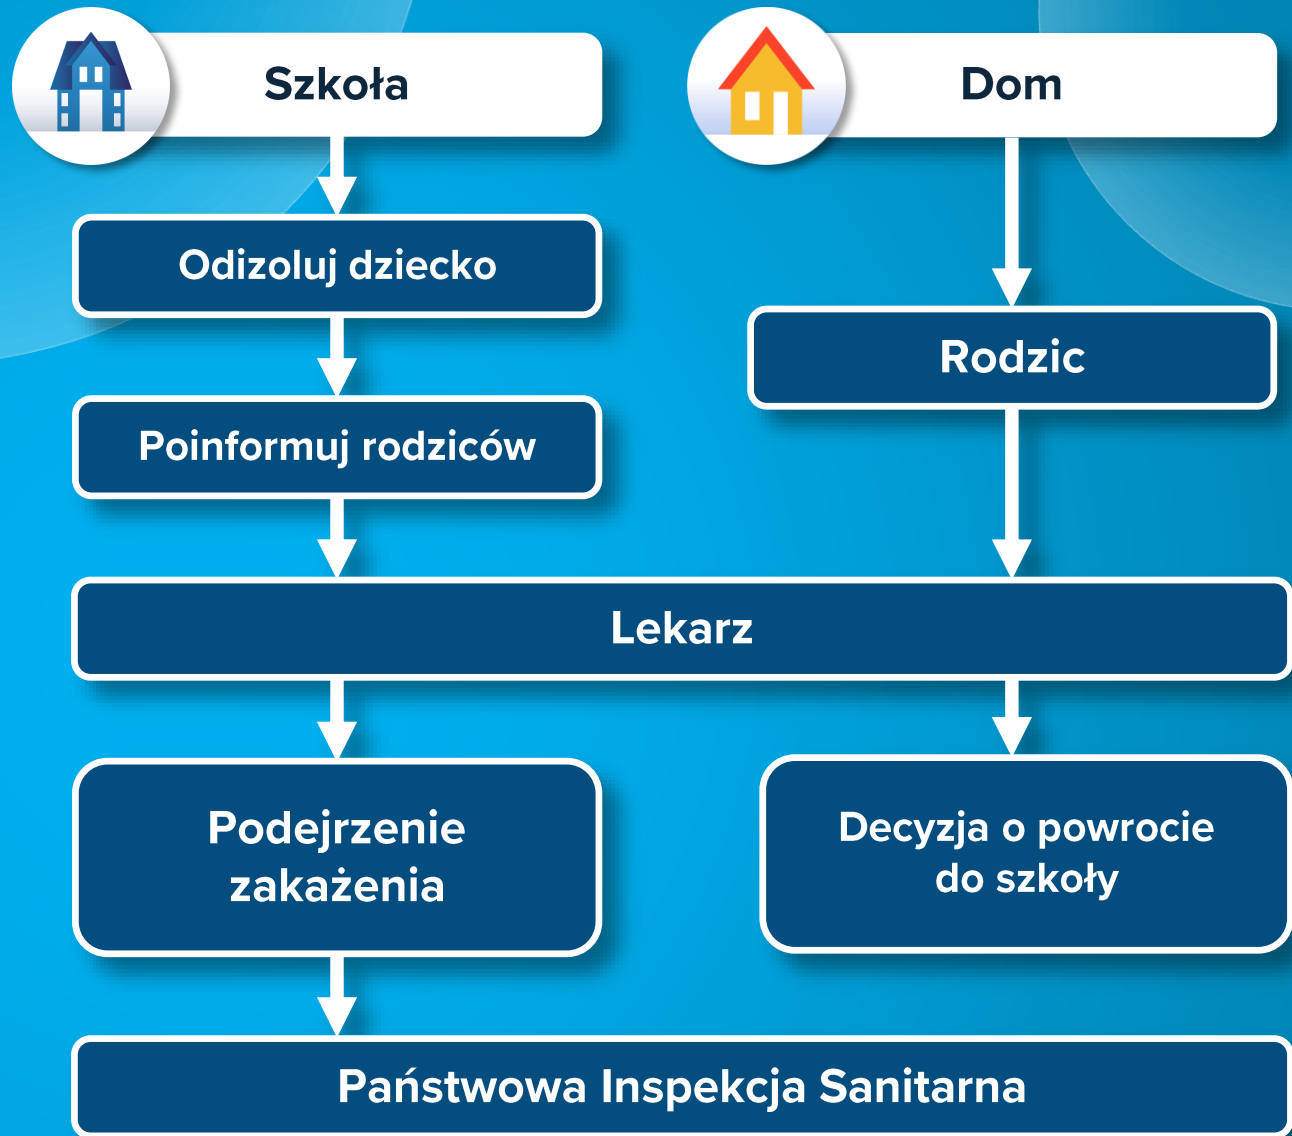 Szkoła
Dom
Odizoluj dziecko
Rodzic
Poinformuj rodziców
Lekarz
Podejrzenie
zakażenia
Decyzja o powrocie
do szkoły
Państwowa Inspekcja Sanitarna